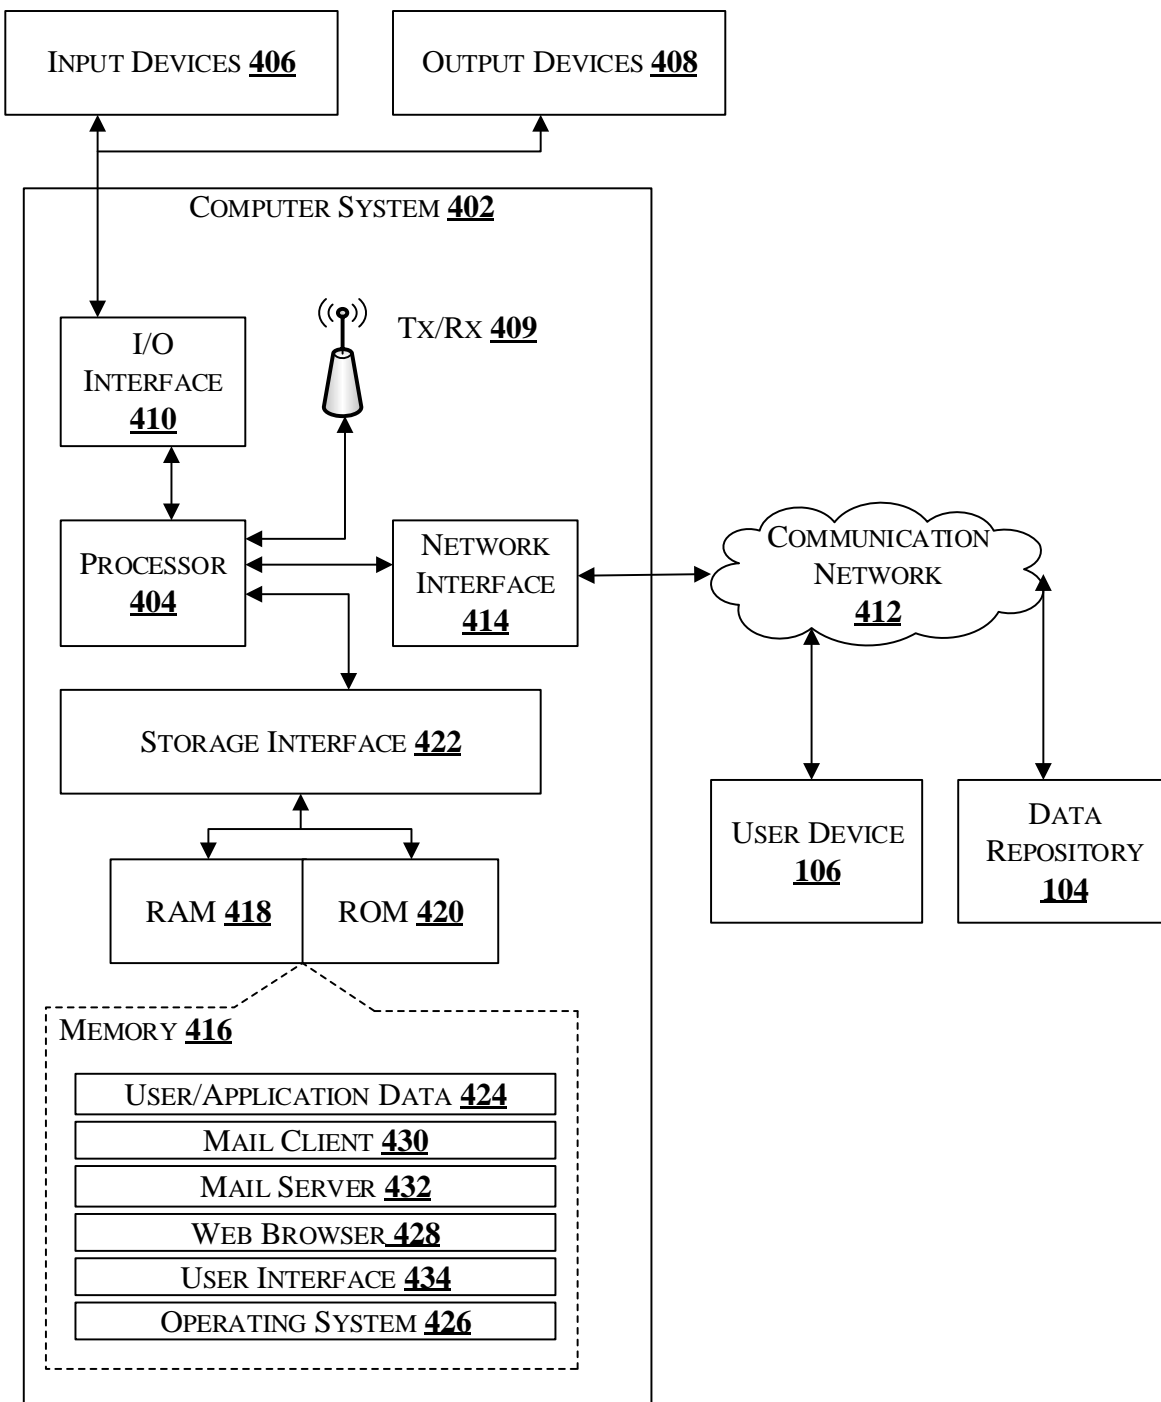 INPUT DEVICES 406
OUTPUT DEVICES 408
COMPUTER SYSTEM 402
I/O
INTERFACE
410
TX/RX 409
PROCESSOR
404
NETWORK
INTERFACE
414
COMMUNICATION
NETWORK
412
STORAGE INTERFACE 422
USER DEVICE
106
DATA
REPOSITORY
104
RAM 418
ROM 420
MEMORY 416
USER/APPLICATION DATA 424
MAIL CLIENT 430
MAIL SERVER 432
WEB BROWSER 428
USER INTERFACE 434
OPERATING SYSTEM 426